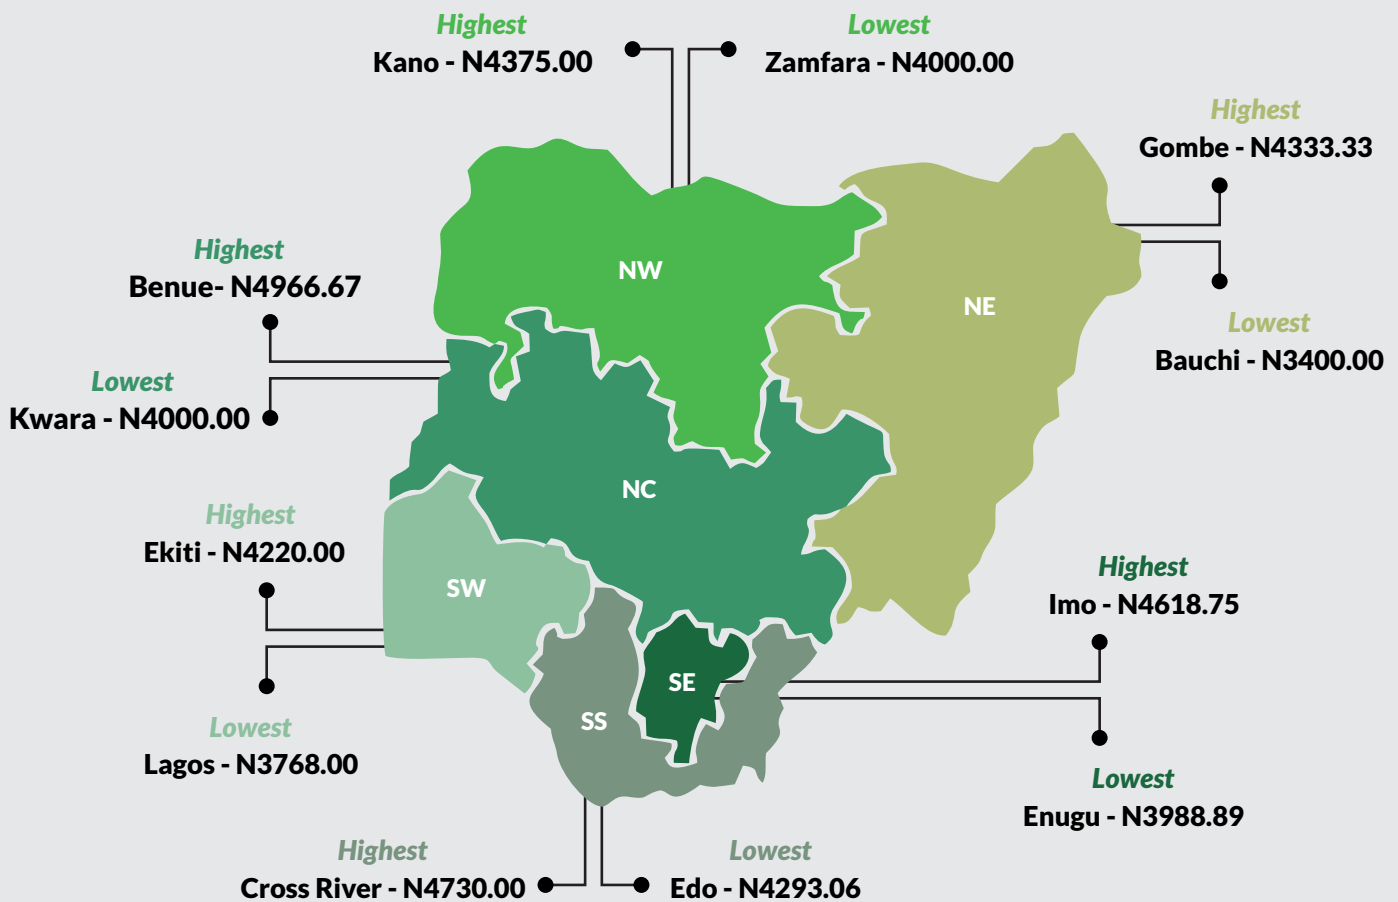 Highest
Kano - N4375.00
Lowest
Zamfara - N4000.00
Highest
Gombe - N4333.33
Highest
Benue- N4966.67
NW
NE
Lowest
Bauchi - N3400.00
Lowest
Kwara - N4000.00
NC
Highest
Ekiti - N4220.00
SW
Highest
Imo - N4618.75
SE
SS
Lowest
Lagos - N3768.00
Lowest
Enugu - N3988.89
Highest
Cross River - N4730.00
Lowest
Edo - N4293.06